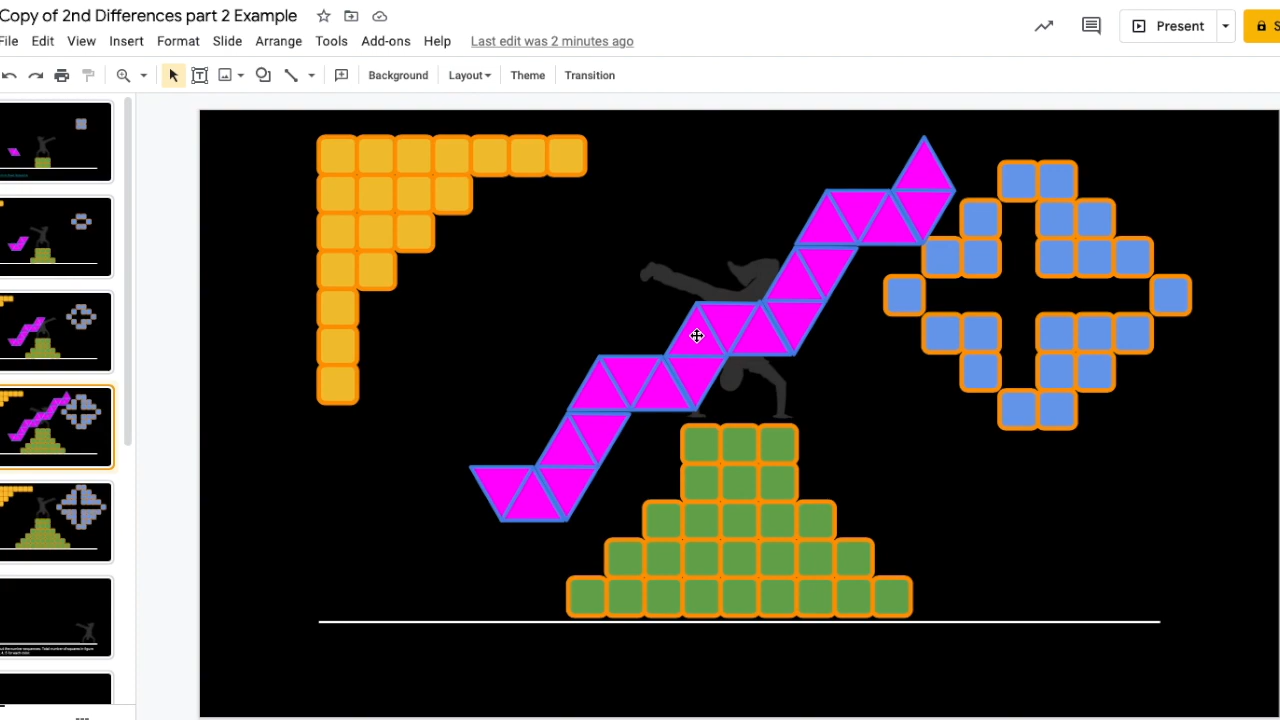 Copy of 2nd Differences part 2 Example
File Edit View Insert Format Slide Arrange Tools Add-ons Help Last edit was 2 minutes ago
Present
S
Background Layout Theme Transition